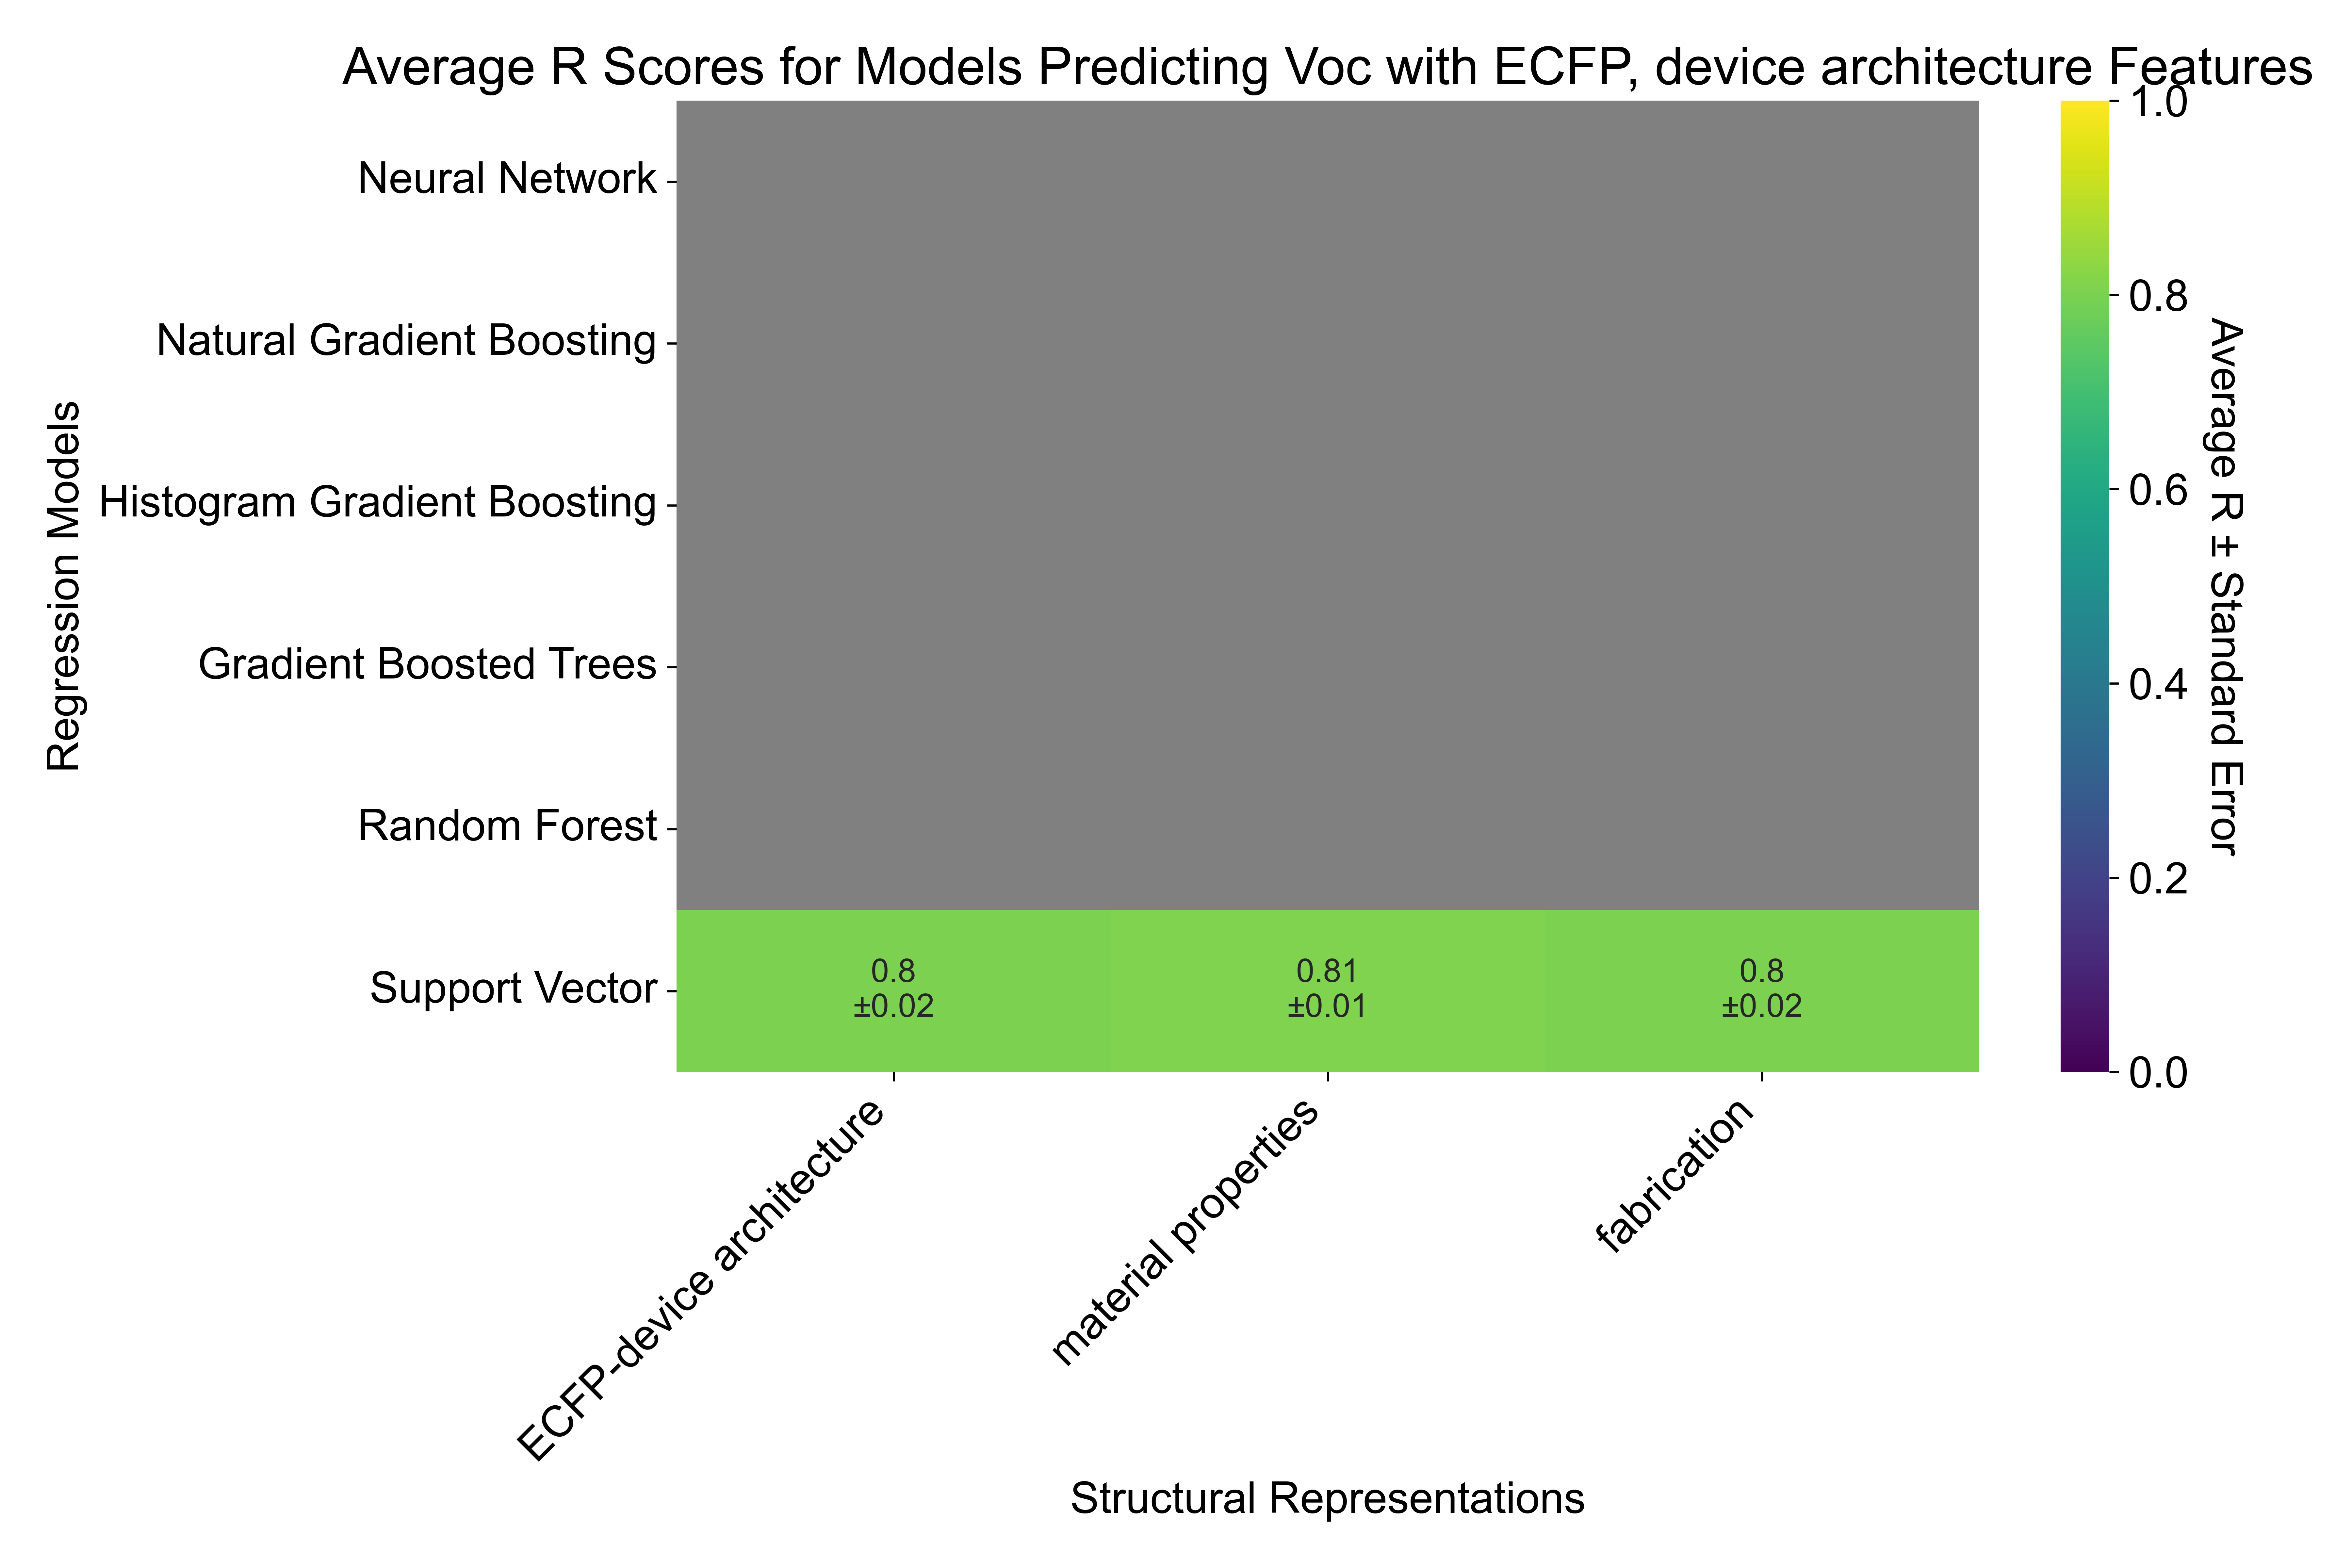 Average R Scores for Models Predicting Voc with ECFP, device architecture Features
Regression Models
Neural Network
Natural Gradient Boosting
Histogram Gradient Boosting
Gradient Boosted Trees
Random Forest
Support Vector
0.8
±0.02
0.81
±0.01
0.8
±0.02
ECFP-device architecture
material properties
fabrication
Structural Representations
1.0
0.8
0.6
0.4
0.2
0.0
Average R ± Standard Error